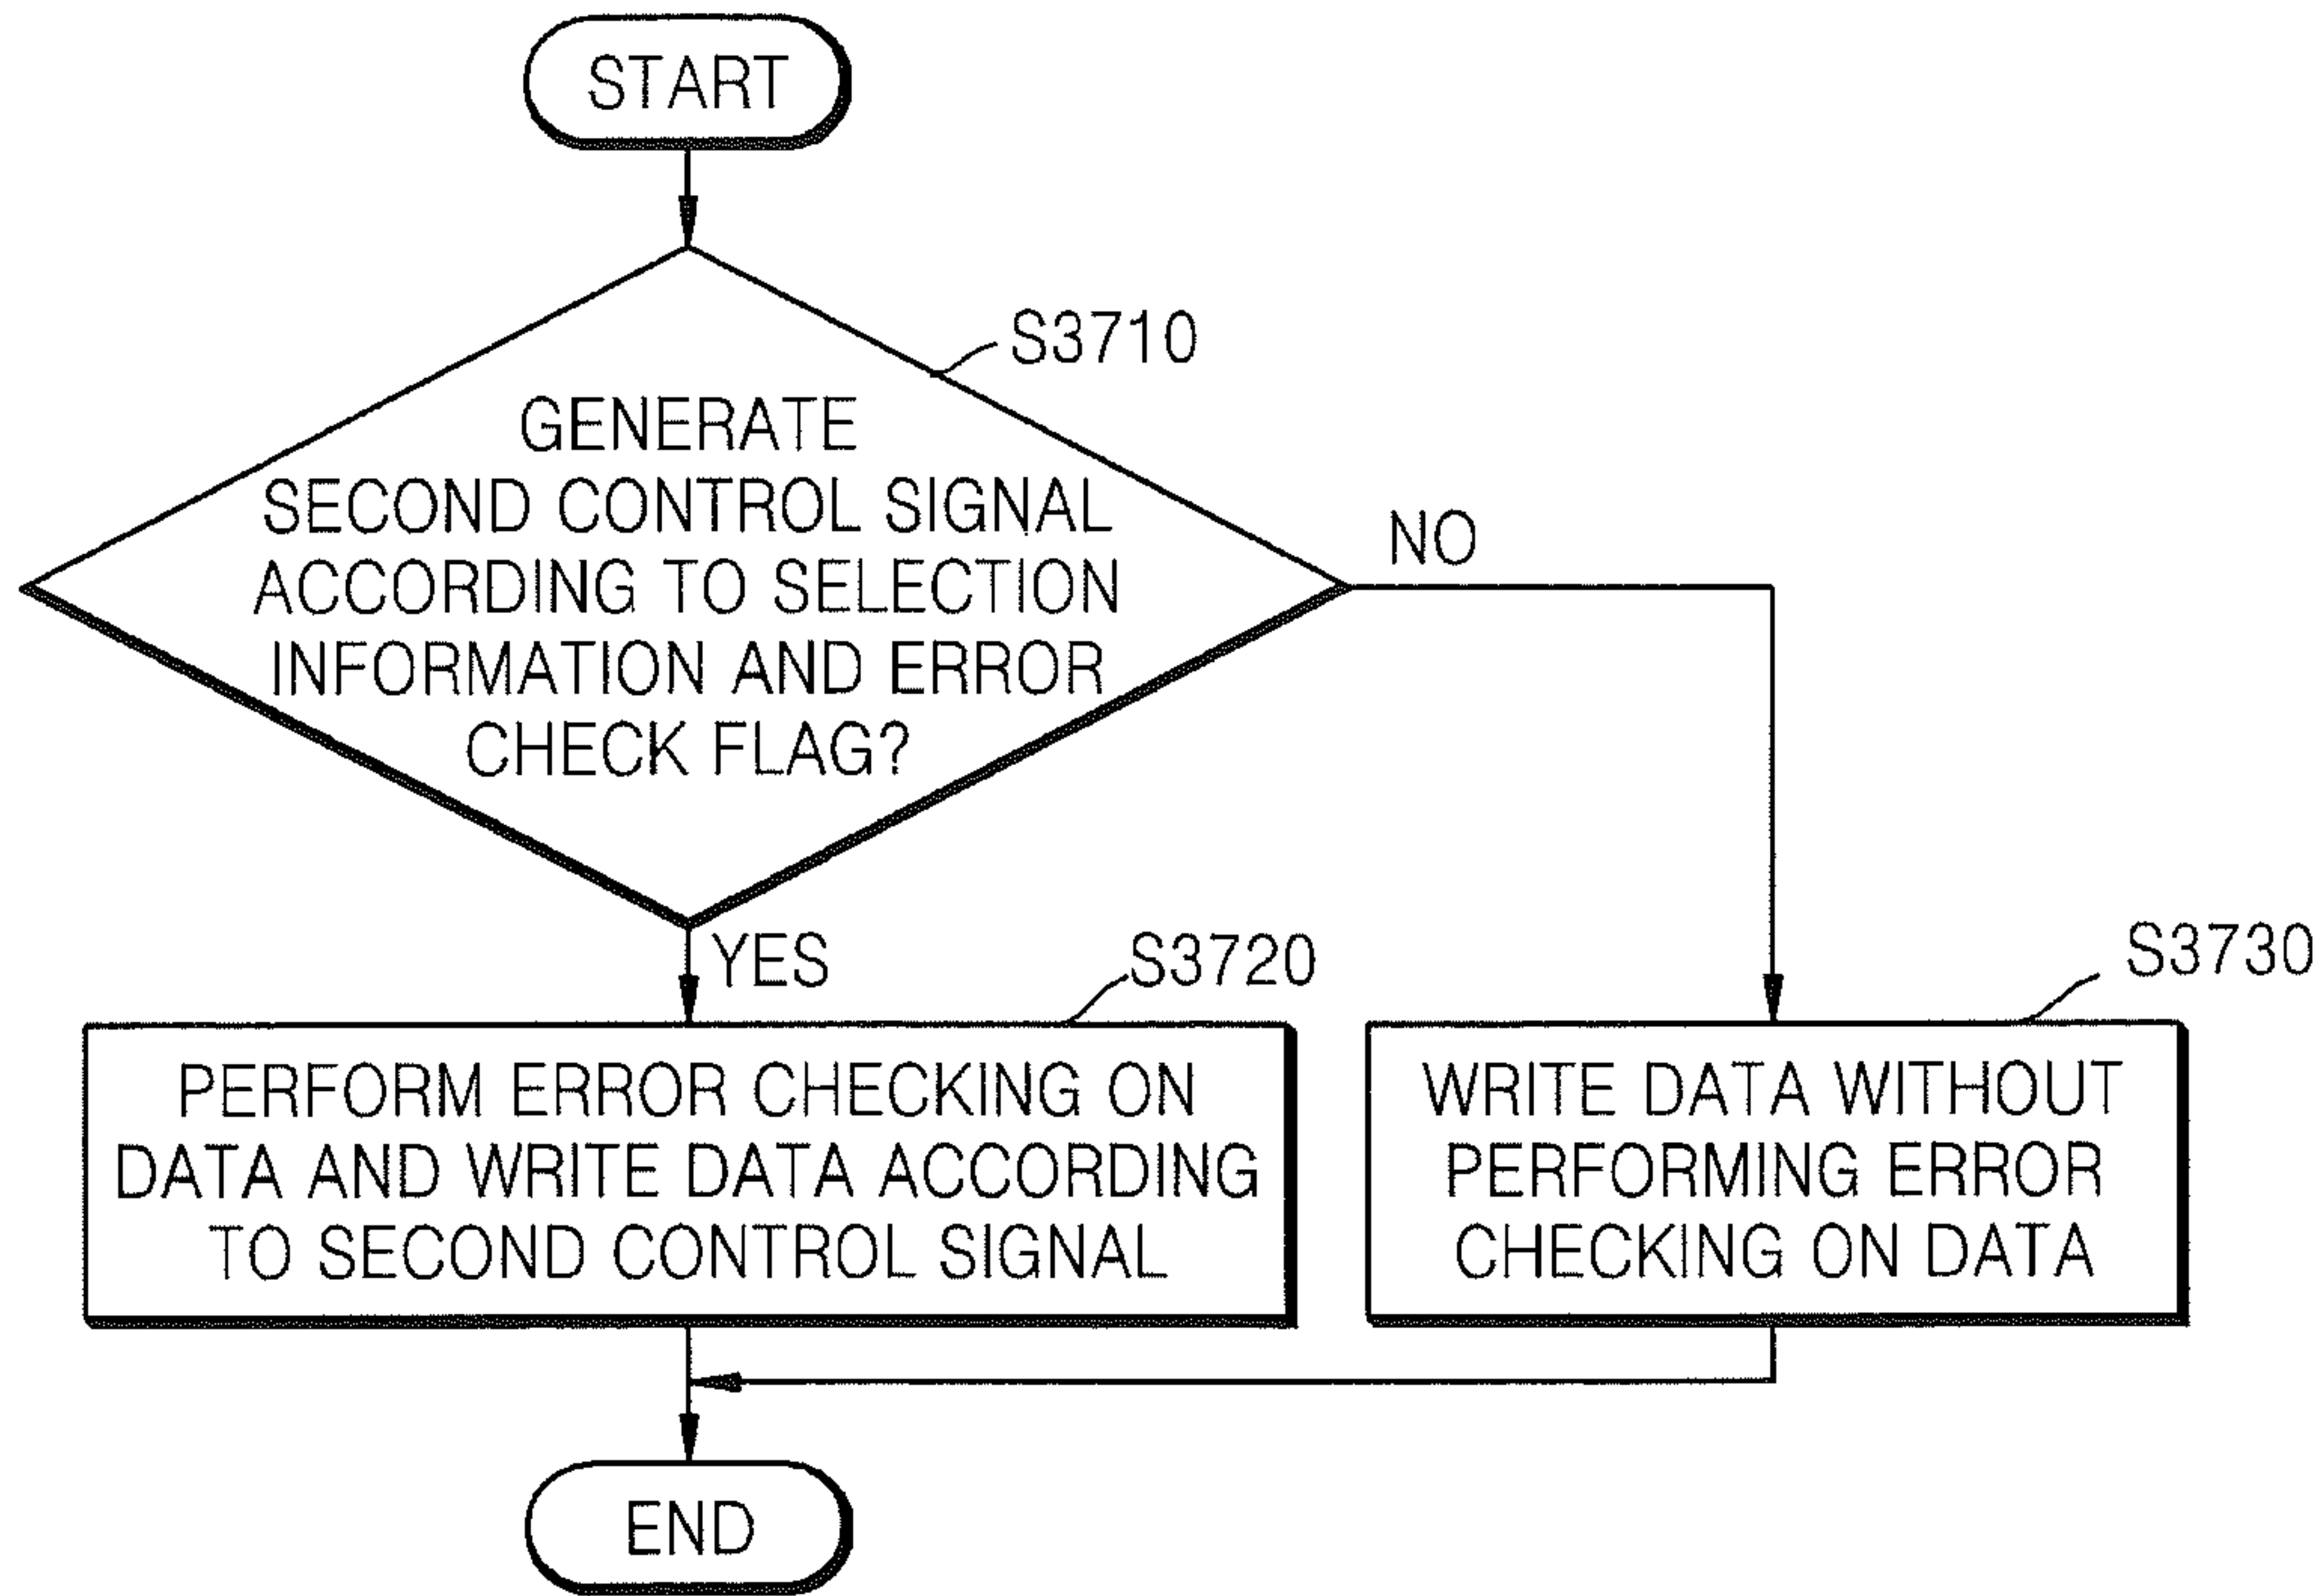 START
S3710
GENERATE
SECOND CONTROL SIGNAL
ACCORDING TO SELECTION
INFORMATION AND ERROR
CHECK FLAG?
NO
YES
S3720
S3730
PERFORM ERROR CHECKING ON
DATA AND WRITE DATA ACCORDING
TO SECOND CONTROL SIGNAL
WRITE DATA WITHOUT
PERFORMING ERROR
CHECKING ON DATA
END